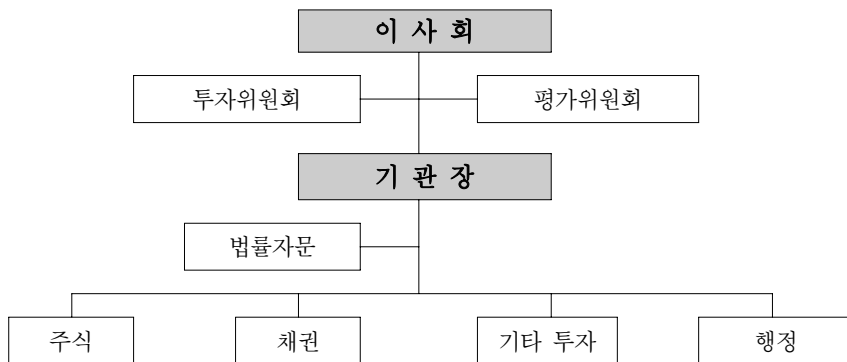 이 사 회
투자위원회
평가위원회
기 관 장
법률자문
주식
채권
기타 투자
행정